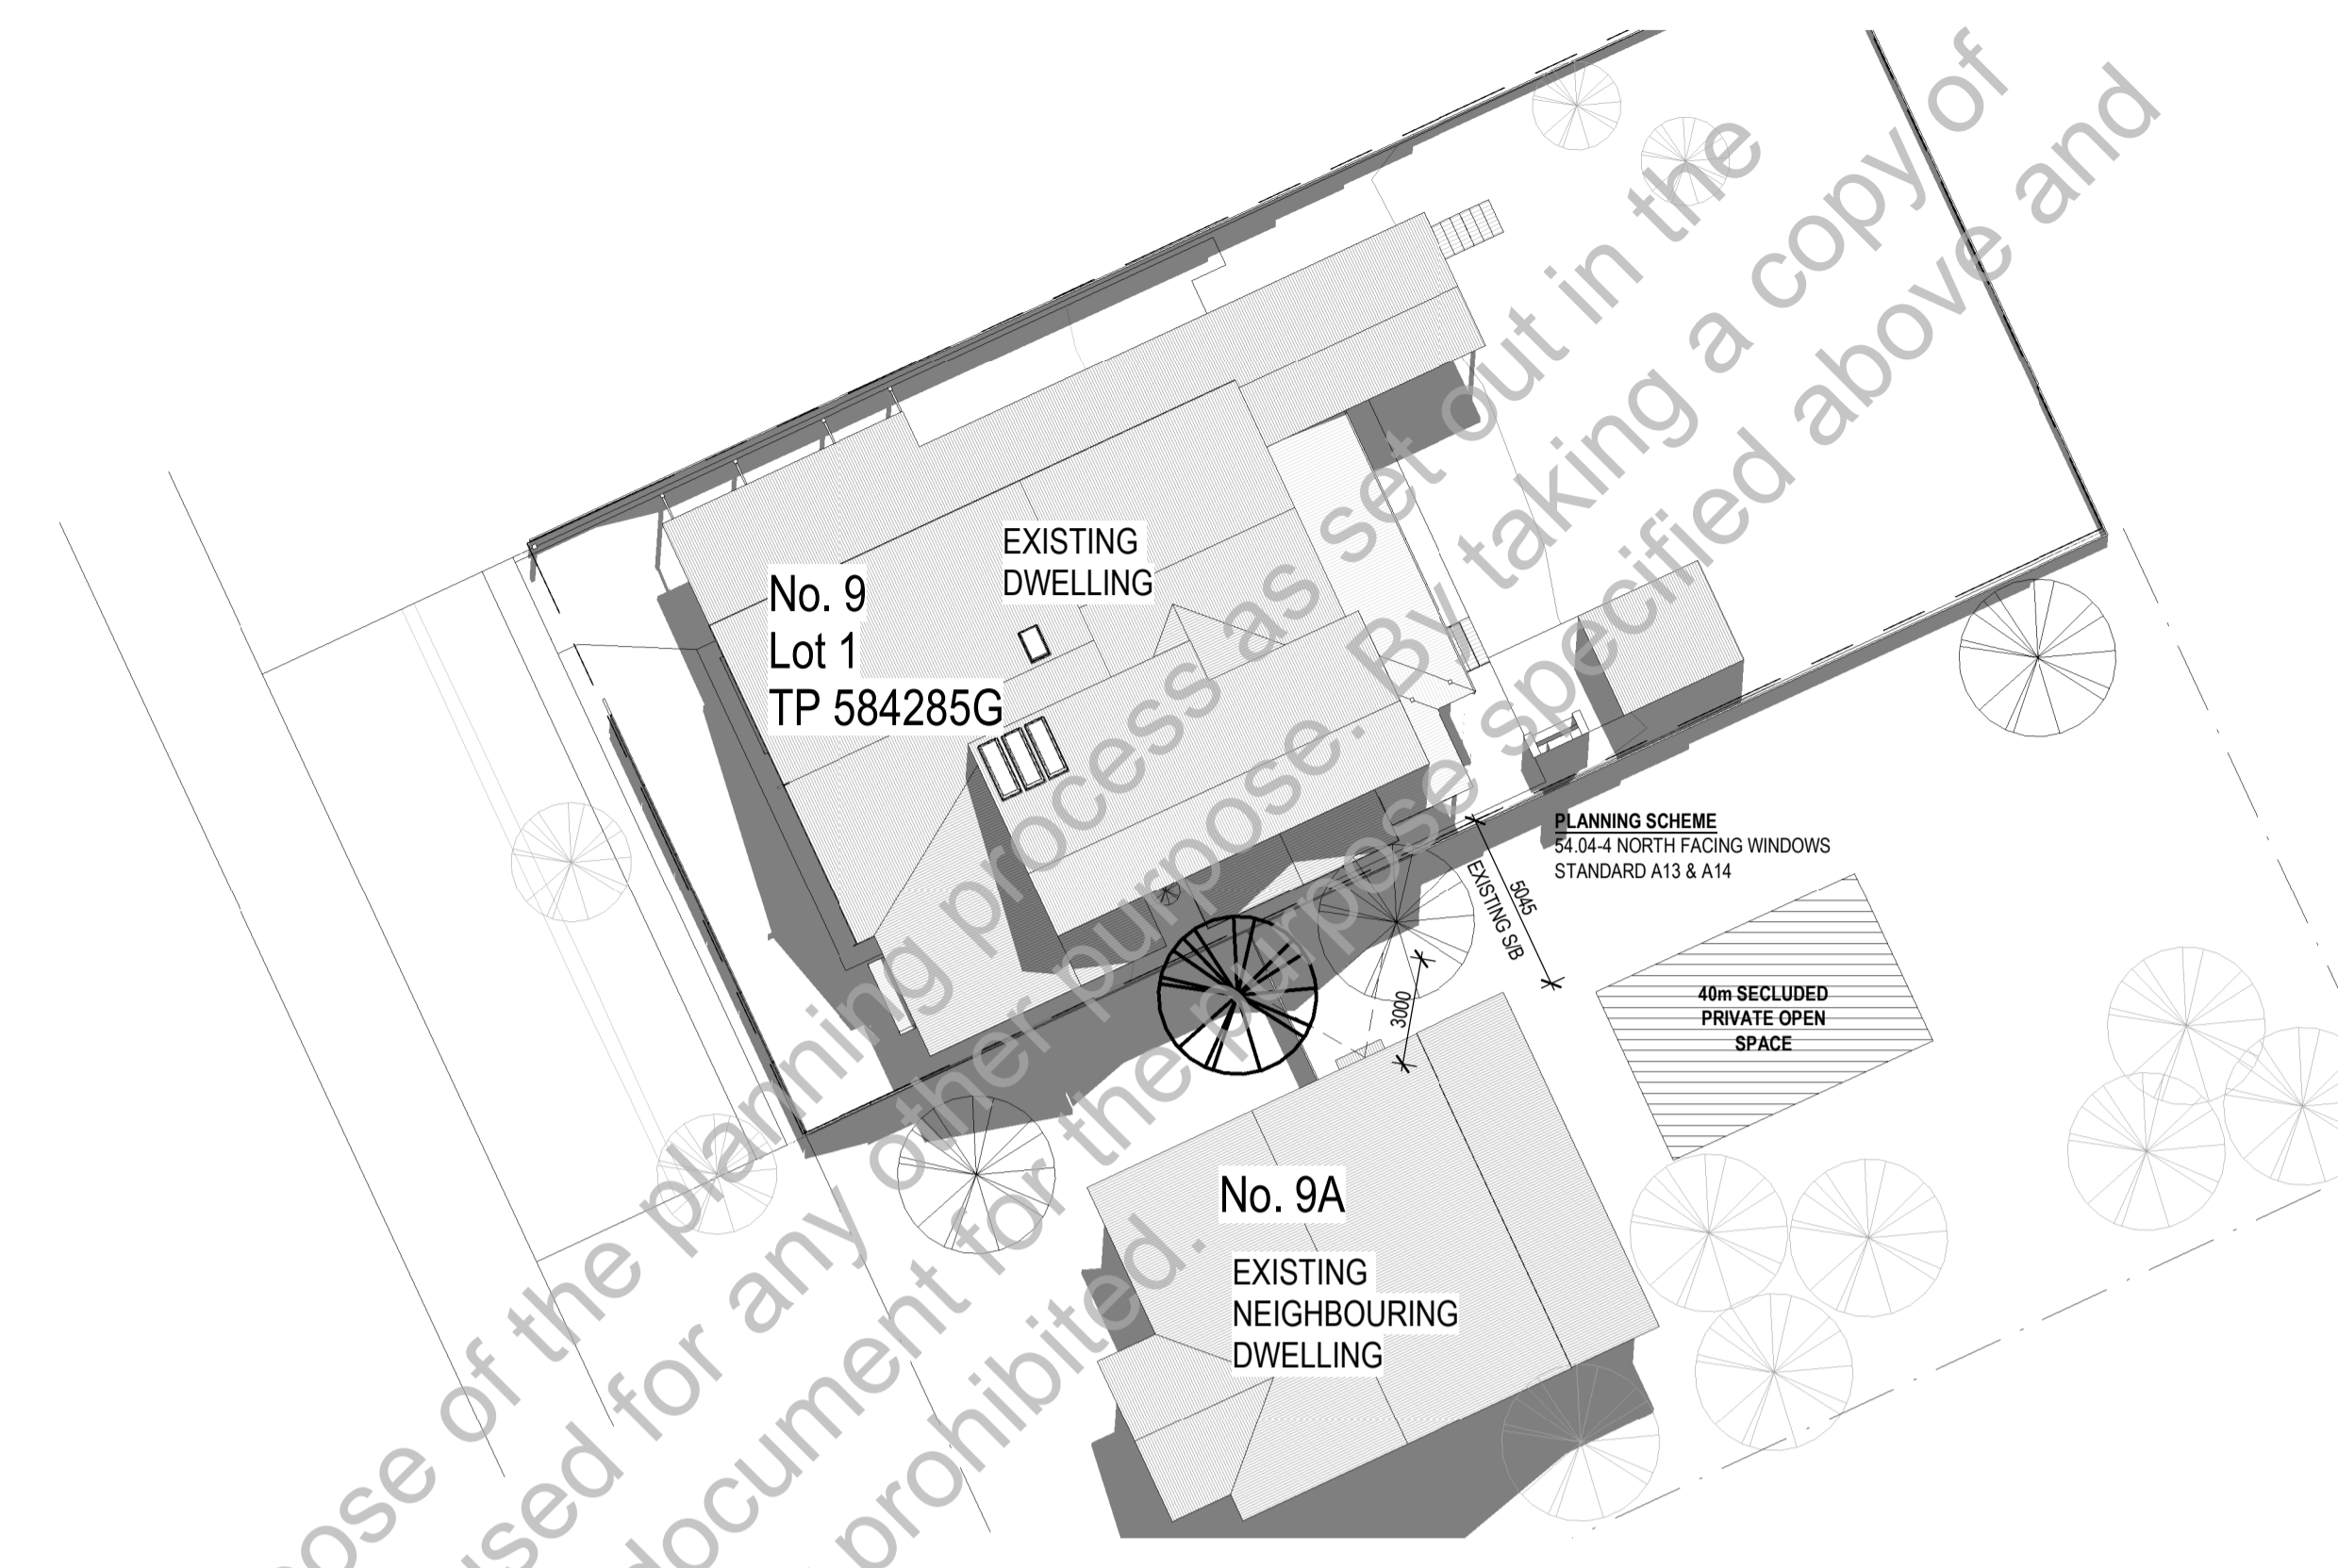 EXISTING
DWELLING
No. 9
Lot 1
TP 584285G
PLANNING SCHEME
54.04-4 NORTH FACING WINDOWS
STANDARD A13 & A14
5045
EXISTING S/B
3000
40m SECLUDED
PRIVATE OPEN
SPACE
No. 9A
EXISTING
NEIGHBOURING
DWELLING
of the planning process as set out in the
for any other purpose. By taking a copy of
document for the purpose specified above and
prohibited.